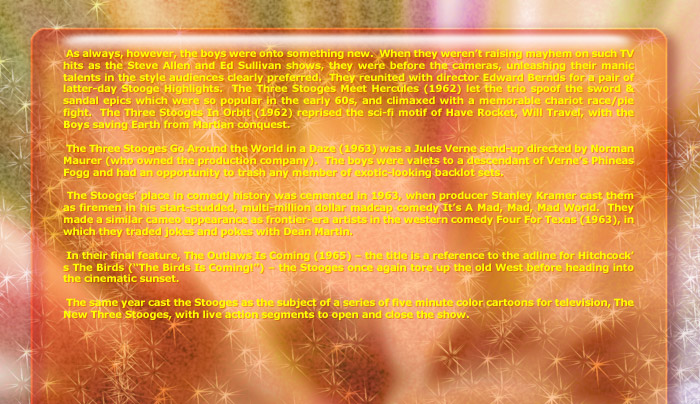 As always, however, the boys were onto something new. When they weren't raising mayhem on such TV
hits as the Steve Allen and Ed Sullivan shows, they were before the cameras, unleashing their manic
talents in the style audiences clearly preferred. They reunited with director Edward Bernds for a pair of
latter-day Stooge Highlights. The Three Stooges Meet Hercules (1962) let the trio spoof the sword &
sandal epics which were so popular in the early 60s, and climaxed with a memorable chariot race/pie
fight. The Three Stooges In Orbit (1962) reprised the sci-fi motif of Have Rocket, Will Travel, with the
Boys saving Earth from Martian conquest.
The Three Stooges Go Around the World in a Daze (1963) was a Jules Verne send-up directed by Norman
Maurer (who owned the production company). The boys were valets to a descendant of Verne's Phineas
Fogg and had an opportunity to trash any member of exotic-looking backlot sets.
The Stooges' place in comedy history was cemented in 1963, when producer Stanley Kramer cast them
as firemen in his start-studded, multi-million dollar madcap comedy It's A Mad, Mad, Mad World. They
made a similar cameo appearance as frontier-era artists in the western comedy Four For Texas (1963), in
which they traded jokes and pokes with Dean Martin.
In their final feature, The Outlaws Is Coming (1965) – the title is a reference to the adline for Hitchcock'
s The Birds ("The Birds Is Coming!") – the Stooges once again tore up the old West before heading into
the cinematic sunset.
The same year cast the Stooges as the subject of a series of five minute color cartoons for television, The
New Three Stooges, with live action segments to open and close the show.